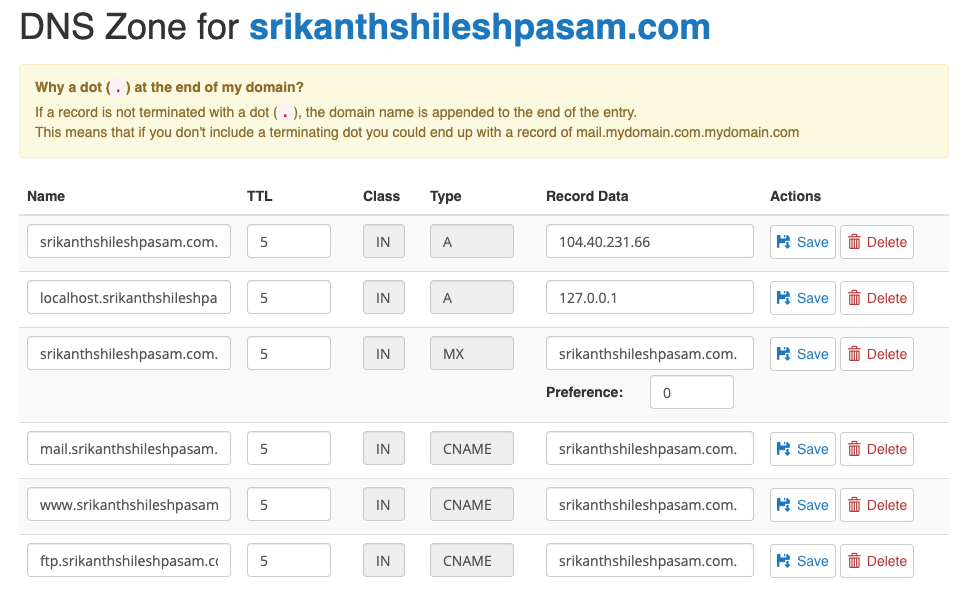 DNS Zone for srikanthshileshpasam.com
Why a dot ( . ) at the end of my domain?
If a record is not terminated with a dot ( . ), the domain name is appended to the end of the entry.
This means that if you don't include a terminating dot you could end up with a record of mail.mydomain.com.mydomain.com
Name TTL Class Type Record Data Actions
srikanthshileshpasam.com. 5 IN A 104.40.231.66 Save Delete
localhost.srikanthshileshpa 5 IN A 127.0.0.1 Save Delete
srikanthshileshpasam.com. 5 IN MX srikanthshileshpasam.com. Save Delete
Preference: 0
mail.srikanthshileshpasam. 5 IN CNAME srikanthshileshpasam.com. Save Delete
www.srikanthshileshpasam 5 IN CNAME srikanthshileshpasam.com. Save Delete
ftp.srikanthshileshpasam.co 5 IN CNAME srikanthshileshpasam.com. Save Delete